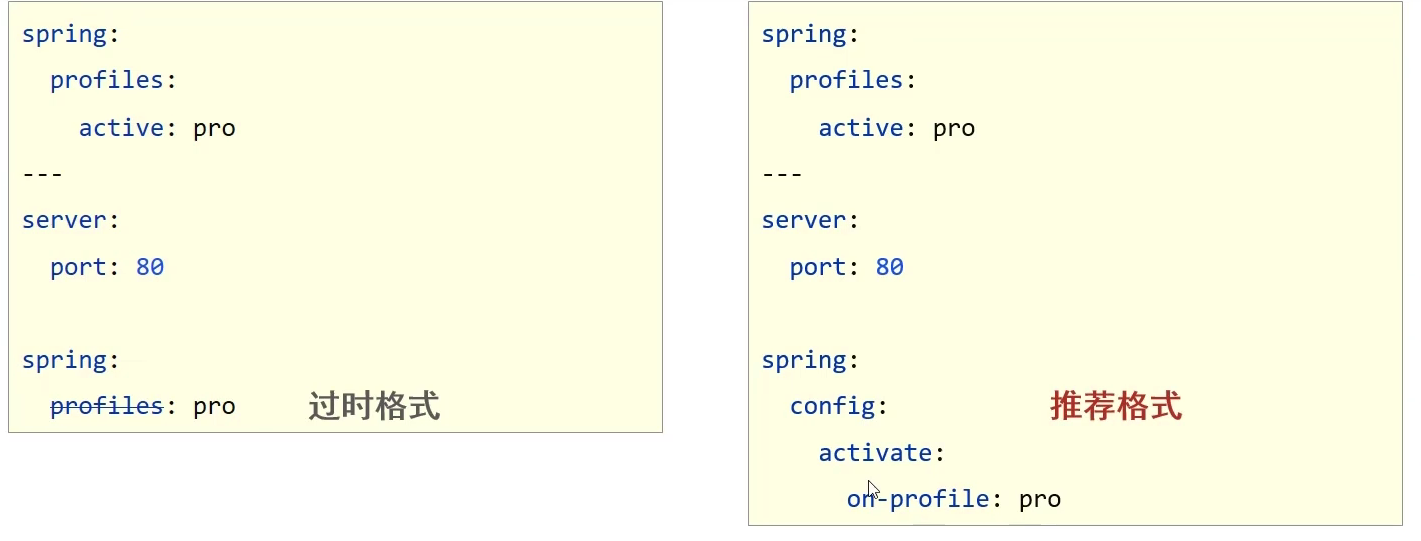 spring:
  profiles:
    active: pro
---
server:
  port: 80

spring:
  profiles: pro
过时格式
spring:
  profiles:
    active: pro
---
server:
  port: 80

spring:
  config:
推荐格式
    activate:
      on-profile: pro